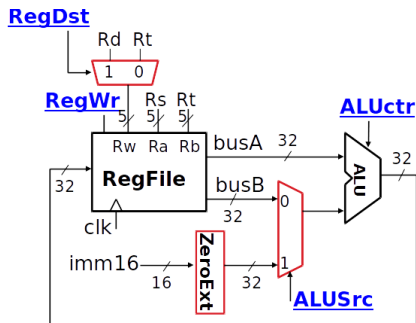 RegDst
Rd Rt
1 0
RegWr
Rs Rt
ALUctr
5 5 5
Rw Ra Rb
busA
32
32
RegFile
busB
ALU
32
32
0
clk
imm16
ZeroExt
1
16
32
ALUSrc